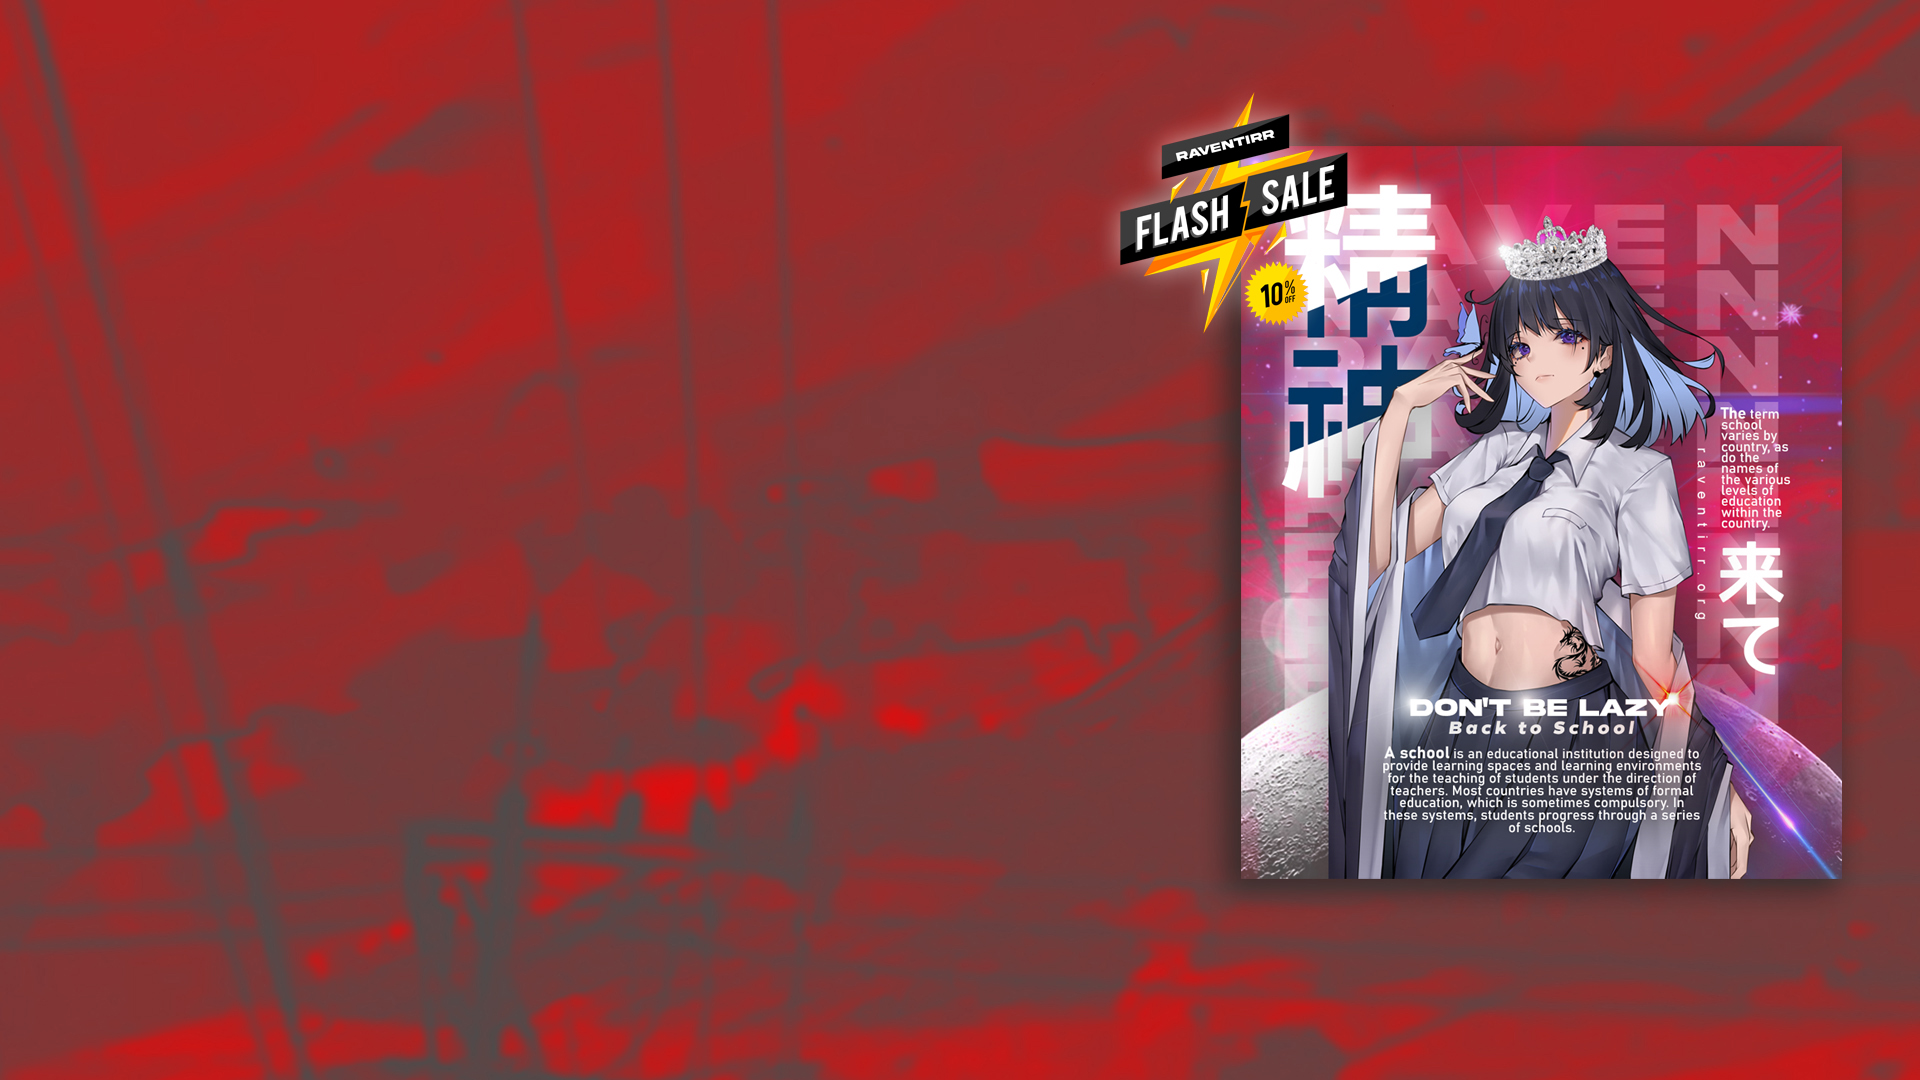 RAVENTIRR
FLASH SALE
10% OFF
精神
RAVEN
The term
school
varies by
country, as
do the
names of
the various
levels of
education
within the
country.
raventirr.org
来て
DON'T BE LAZY
Back to School
A school is an educational institution designed to
provide learning spaces and learning environments
for the teaching of students under the direction of
teachers. Most countries have systems of formal
education, which is sometimes compulsory. In
these systems, students progress through a series
of schools.